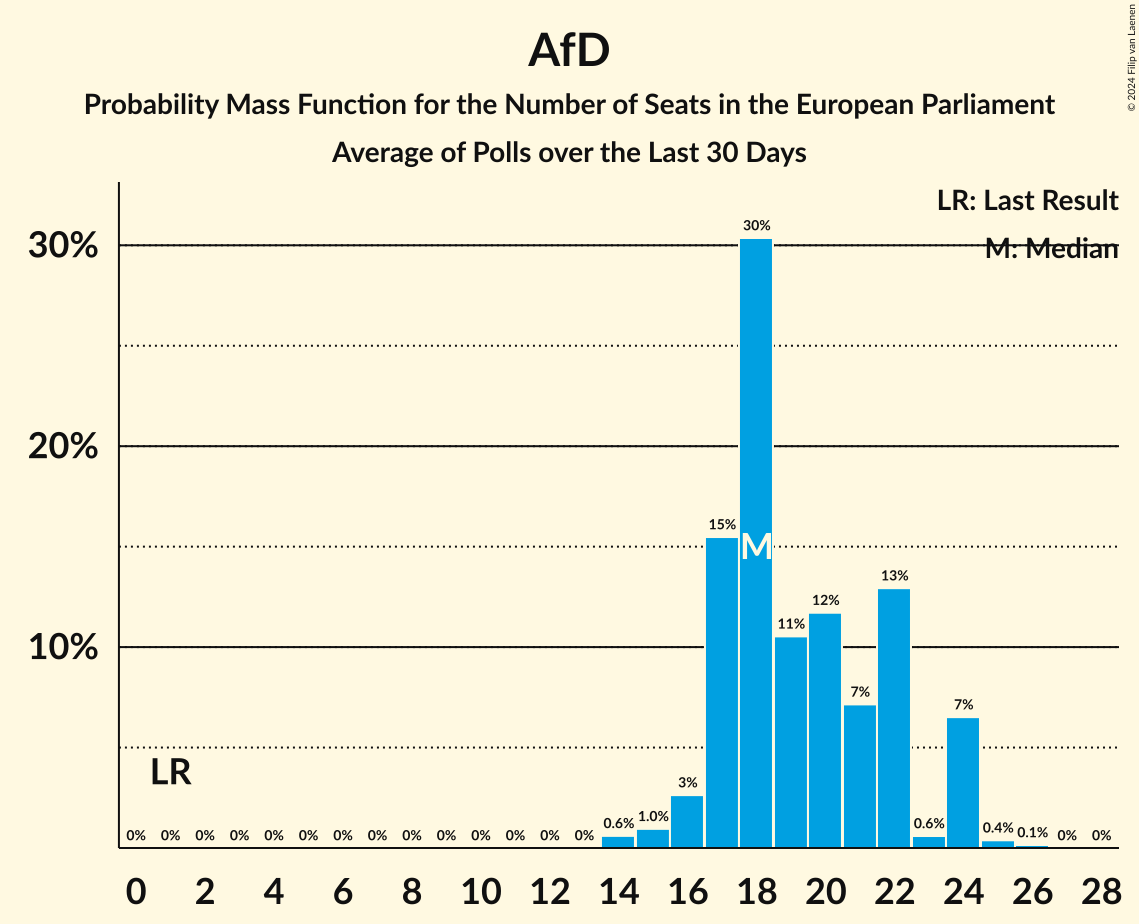 AfD
Probability Mass Function for the Number of Seats in the European Parliament
Average of Polls over the Last 30 Days
© 2024 Filip van Laenen
LR: Last Result
M: Median
30%
20%
10%
30%
15%
M
13%
12%
11%
7%
7%
LR
3%
0% 0% 0% 0% 0% 0% 0% 0% 0% 0% 0% 0% 0% 0% 0.6% 1.0% 0.6% 0.4% 0.1% 0% 0%
0 2 4 6 8 10 12 14 16 18 20 22 24 26 28